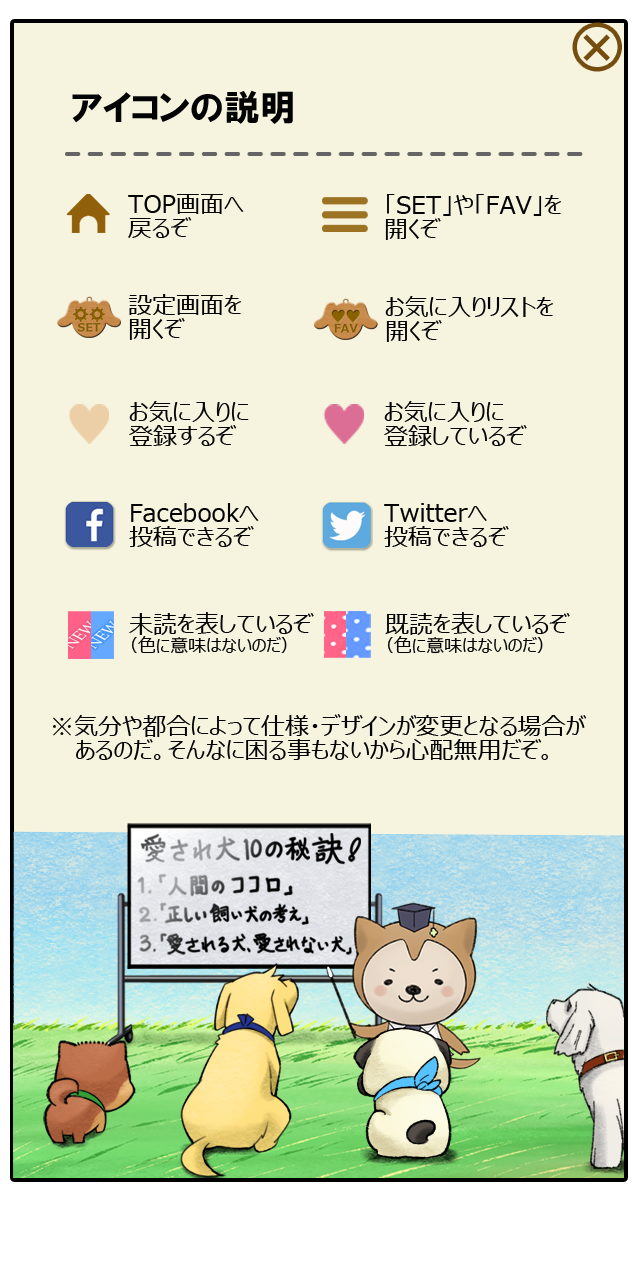 アイコンの説明
TOP画面へ
戻るぞ
「SET」や「FAV」を
開くぞ
SET
設定画面を
開くぞ
FAV
お気に入りリストを
開くぞ
お気に入りに
登録するぞ
お気に入りに
登録しているぞ
Facebookへ
投稿できるぞ
Twitterへ
投稿できるぞ
NEW
NEW
未読を表しているぞ
（色に意味はないのだ）
既読を表しているぞ
（色に意味はないのだ）
※気分や都合によって仕様・デザインが変更となる場合が
あるのだ。そんなに困る事もないから心配無用だぞ。
愛され犬10の秘訣！
1.「人間のココロ」
2.「正しい飼い犬の考え」
3.「愛される犬、愛されない犬」